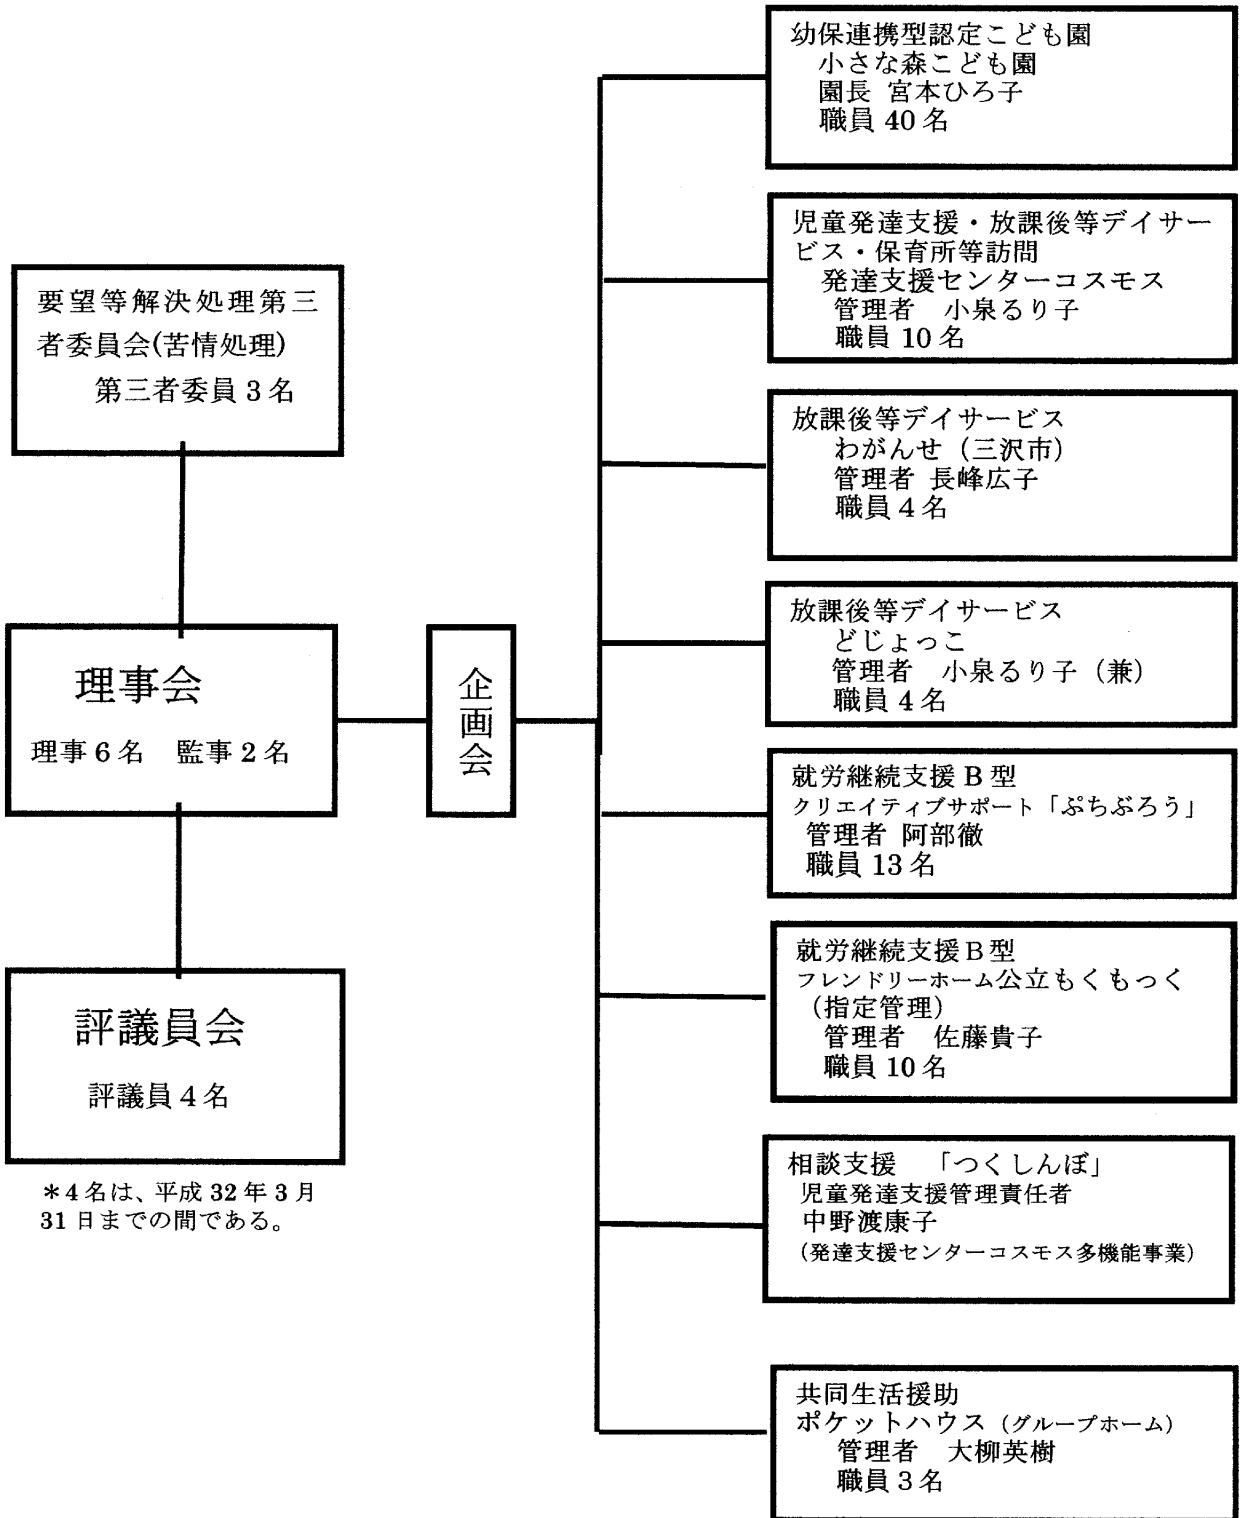 要望等解決処理第三
者委員会(苦情処理)
第三者委員 3 名
理事会
理事 6 名 監事 2 名
評議員会
評議員 4 名
*4 名は、平成 32 年 3 月
31 日までの間である。
企画会
幼保連携型認定こども園
小さな森こども園
園長 宮本ひろ子
職員 40 名
児童発達支援・放課後等デイサー
ビス・保育所等訪問
発達支援センターコスモス
管理者 小泉るり子
職員 10 名
放課後等デイサービス
わがんせ（三沢市）
管理者 長峰広子
職員 4 名
放課後等デイサービス
どじょっこ
管理者 小泉るり子（兼）
職員 4 名
就労継続支援 B 型
クリエイティブサポート「ぷちぶろう」
管理者 阿部徹
職員 13 名
就労継続支援 B 型
フレンドリーホーム公立もくもっく
（指定管理）
管理者 佐藤貴子
職員 10 名
相談支援 「つくしんぼ」
児童発達支援管理責任者
中野渡康子
（発達支援センターコスモス多機能事業）
共同生活援助
ポケットハウス（グループホーム）
管理者 大柳英樹
職員 3 名